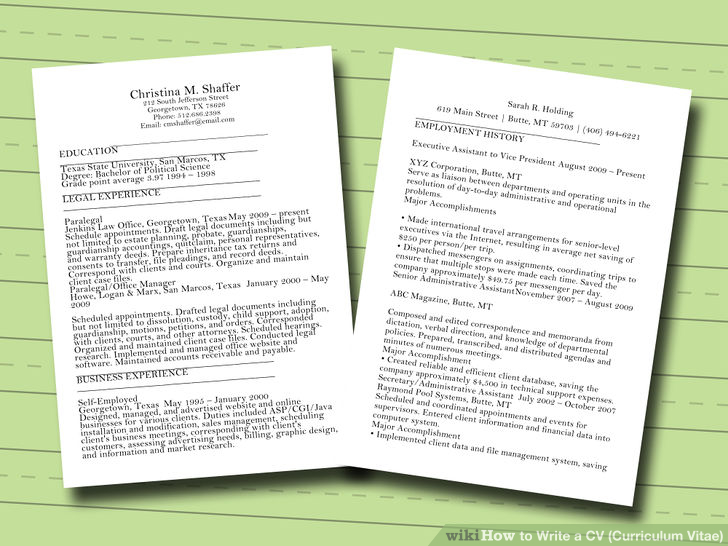 Christina M. Shaffer
212 South Jefferson Street
Georgetown, TX 78626
Phone: 512.686.2398
Email: cmshaffer@email.com
EDUCATION
Texas State University, San Marcos, TX
Degree: Bachelor of Political Science
Grade point average 3.97 1994 – 1998
LEGAL EXPERIENCE
Paralegal
Jenkins Law Office, Georgetown, Texas May 2009 – present
Schedule appointments. Draft legal documents including but
not limited to estate planning, probate, guardianships,
guardianship accountings, quitclaim, personal representatives,
and warranty deeds. Prepare inheritance tax returns and
consents to transfer, file pleadings, and record deeds.
Correspond with clients and courts. Organize and maintain
client case files.
Paralegal/Office Manager
Howe, Logan & Marx, San Marcos, Texas January 2000 – May
2009
Scheduled appointments. Drafted legal documents including
but not limited to dissolution, custody, child support, adoption,
guardianship, motions, petitions, and orders. Corresponded
with clients, courts, and other attorneys. Scheduled hearings.
Organized and maintained client case files. Conducted legal
research. Implemented and managed office website and
software. Maintained accounts receivable and payable.
BUSINESS EXPERIENCE
Self-Employed
Georgetown, Texas May 1995 – January 2000
Designed, managed, and advertised website and online
businesses for various clients. Duties included ASP/CGI/Java
installation and modification, sales management, scheduling
client's business meetings, corresponding with client's
customers, assessing advertising needs, billing, graphic design,
and information and market research.
Sarah R. Holding
619 Main Street | Butte, MT 59703 | (406) 494-6221
EMPLOYMENT HISTORY
Executive Assistant to Vice President August 2009 – Present
XYZ Corporation, Butte, MT
Serve as liaison between departments and operating units in the
resolution of day-to-day administrative and operational
problems.
Major Accomplishments
• Made international travel arrangements for senior-level
executives via the Internet, resulting in average net saving of
$250 per person/per trip.
• Dispatched messengers on assignments, coordinating trips to
ensure that multiple stops were made each time. Saved the
company approximately $49.75 per messenger per day.
Senior Administrative AssistantNovember 2007 – August 2009
ABC Magazine, Butte, MT
Composed and edited correspondence and memoranda from
dictation, verbal direction, and knowledge of departmental
policies. Prepared, transcribed, and distributed agendas and
minutes of numerous meetings.
Major Accomplishment
• Created reliable and efficient client database, saving the
company approximately $4,500 in technical support expenses.
Secretary/Administrative Assistant July 2002 – October 2007
Raymond Pool Systems, Butte, MT
Scheduled and coordinated appointments and events for
supervisors. Entered client information and financial data into
computer system.
Major Accomplishment
• Implemented client data and file management system, saving
wikiHow to Write a CV (Curriculum Vitae)